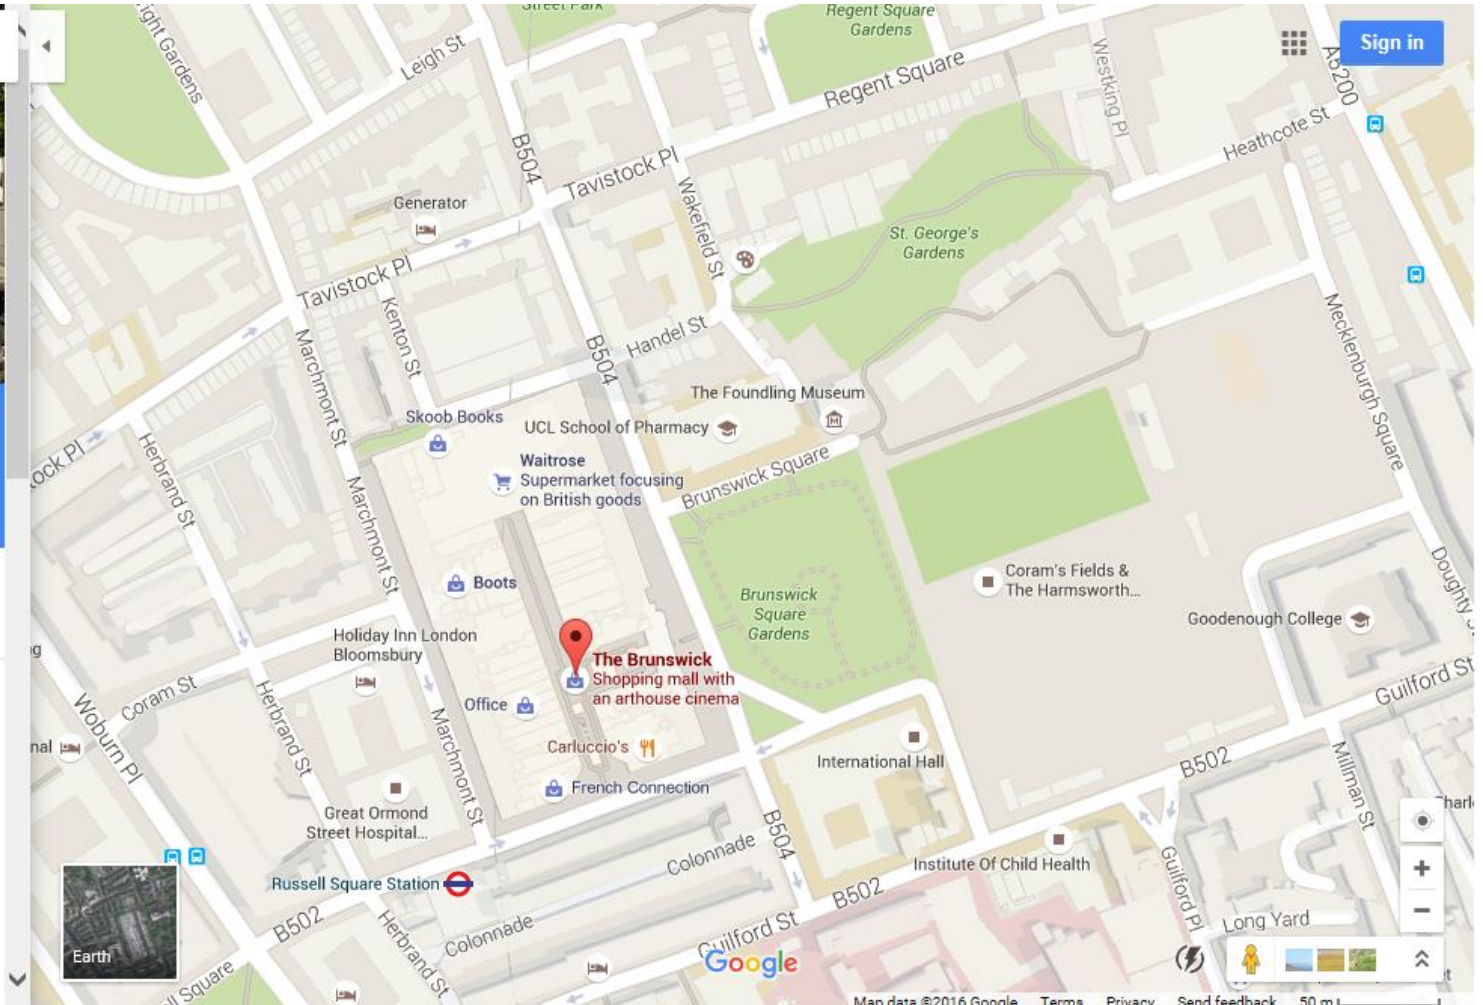 Street Park
Regent Square
Gardens
Sign in
A5200
Leigh St
Regent Square
Westking Pl
Heathcote St
B504
Tavistock Pl
Wakefield St
Generator
St. George's
Gardens
Tavistock Pl
Kenton St
Marchmont St
B504
Handel St
Mecklenburgh Square
The Foundling Museum
Skoob Books
UCL School of Pharmacy
Waitrose
Supermarket focusing
on British goods
Brunswick Square
Herbrand St
Marchmont St
Boots
Brunswick
Square
Gardens
Coram's Fields &
The Harmsworth...
Goodenough College
Doughty
Holiday Inn London
Bloomsbury
The Brunswick
Shopping mall with
an arthouse cinema
Guilford St
Coram St
Woburn Pl
Herbrand St
Office
Marchmont St
Carluccio's
International Hall
B502
Millman St
French Connection
Great Ormond
Street Hospital...
B504
Colonnade
Institute Of Child Health
Guilford Pl
Russell Square Station
B502
B502
Herbrand St
Colonnade
Guilford St
Long Yard
Earth
Google
Map data ©2016 Google Terms Privacy Send feedback 50 m